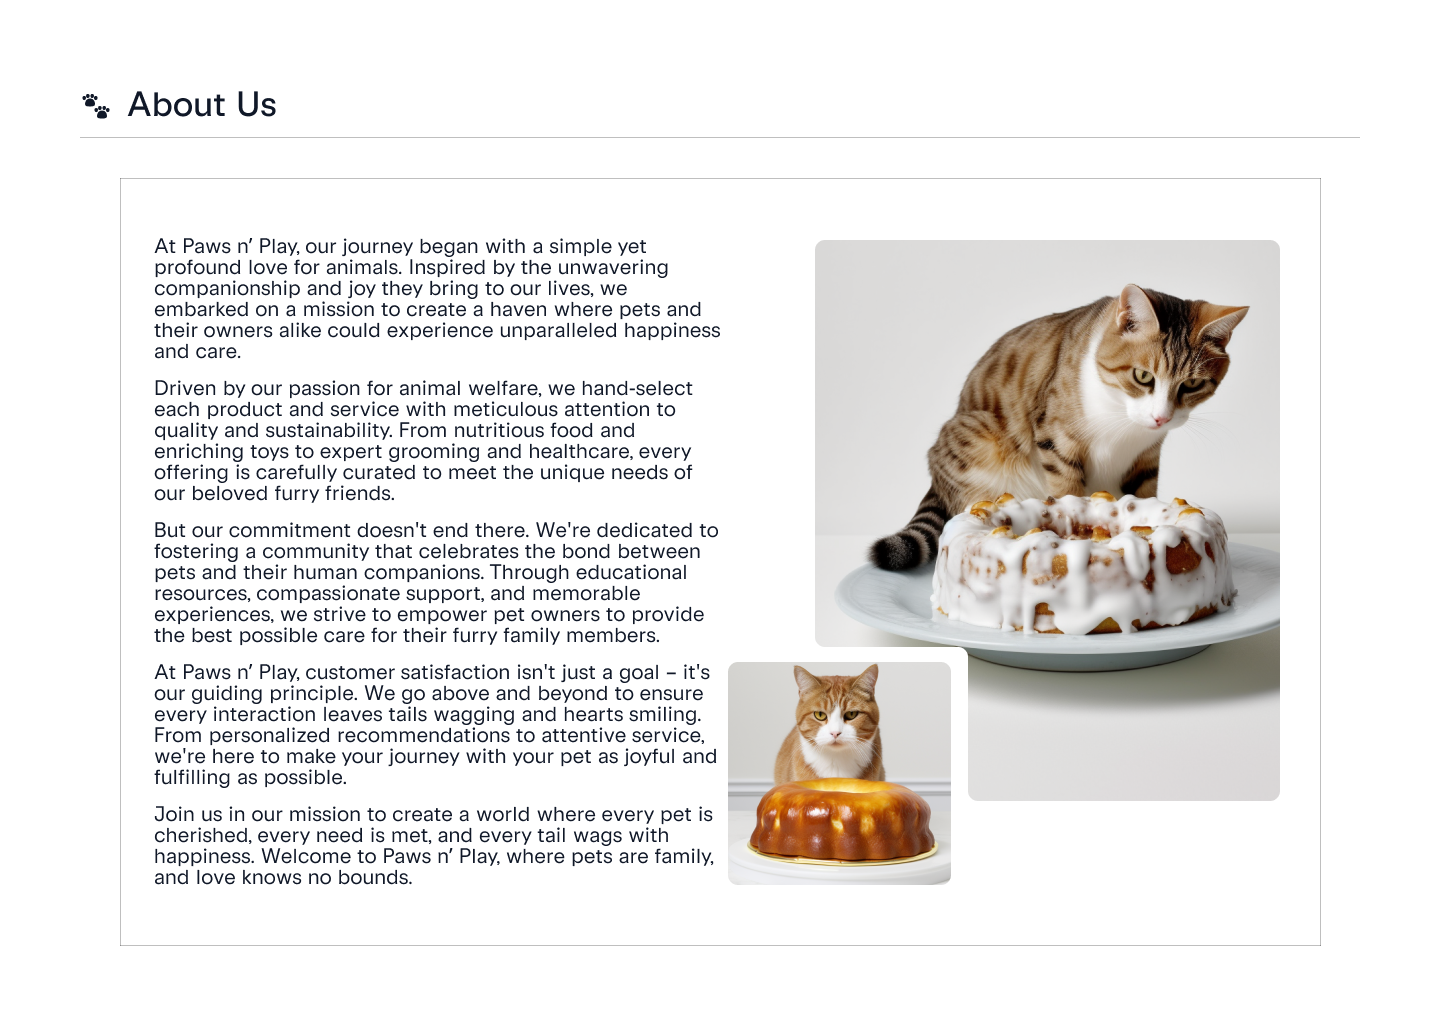 About Us
At Paws n’ Play, our journey began with a simple yet
profound love for animals. Inspired by the unwavering
companionship and joy they bring to our lives, we
embarked on a mission to create a haven where pets and
their owners alike could experience unparalleled happiness
and care.
Driven by our passion for animal welfare, we hand-select
each product and service with meticulous attention to
quality and sustainability. From nutritious food and
enriching toys to expert grooming and healthcare, every
offering is carefully curated to meet the unique needs of
our beloved furry friends.
But our commitment doesn't end there. We're dedicated to
fostering a community that celebrates the bond between
pets and their human companions. Through educational
resources, compassionate support, and memorable
experiences, we strive to empower pet owners to provide
the best possible care for their furry family members.
At Paws n’ Play, customer satisfaction isn't just a goal – it's
our guiding principle. We go above and beyond to ensure
every interaction leaves tails wagging and hearts smiling.
From personalized recommendations to attentive service,
we're here to make your journey with your pet as joyful and
fulfilling as possible.
Join us in our mission to create a world where every pet is
cherished, every need is met, and every tail wags with
happiness. Welcome to Paws n’ Play, where pets are family,
and love knows no bounds.